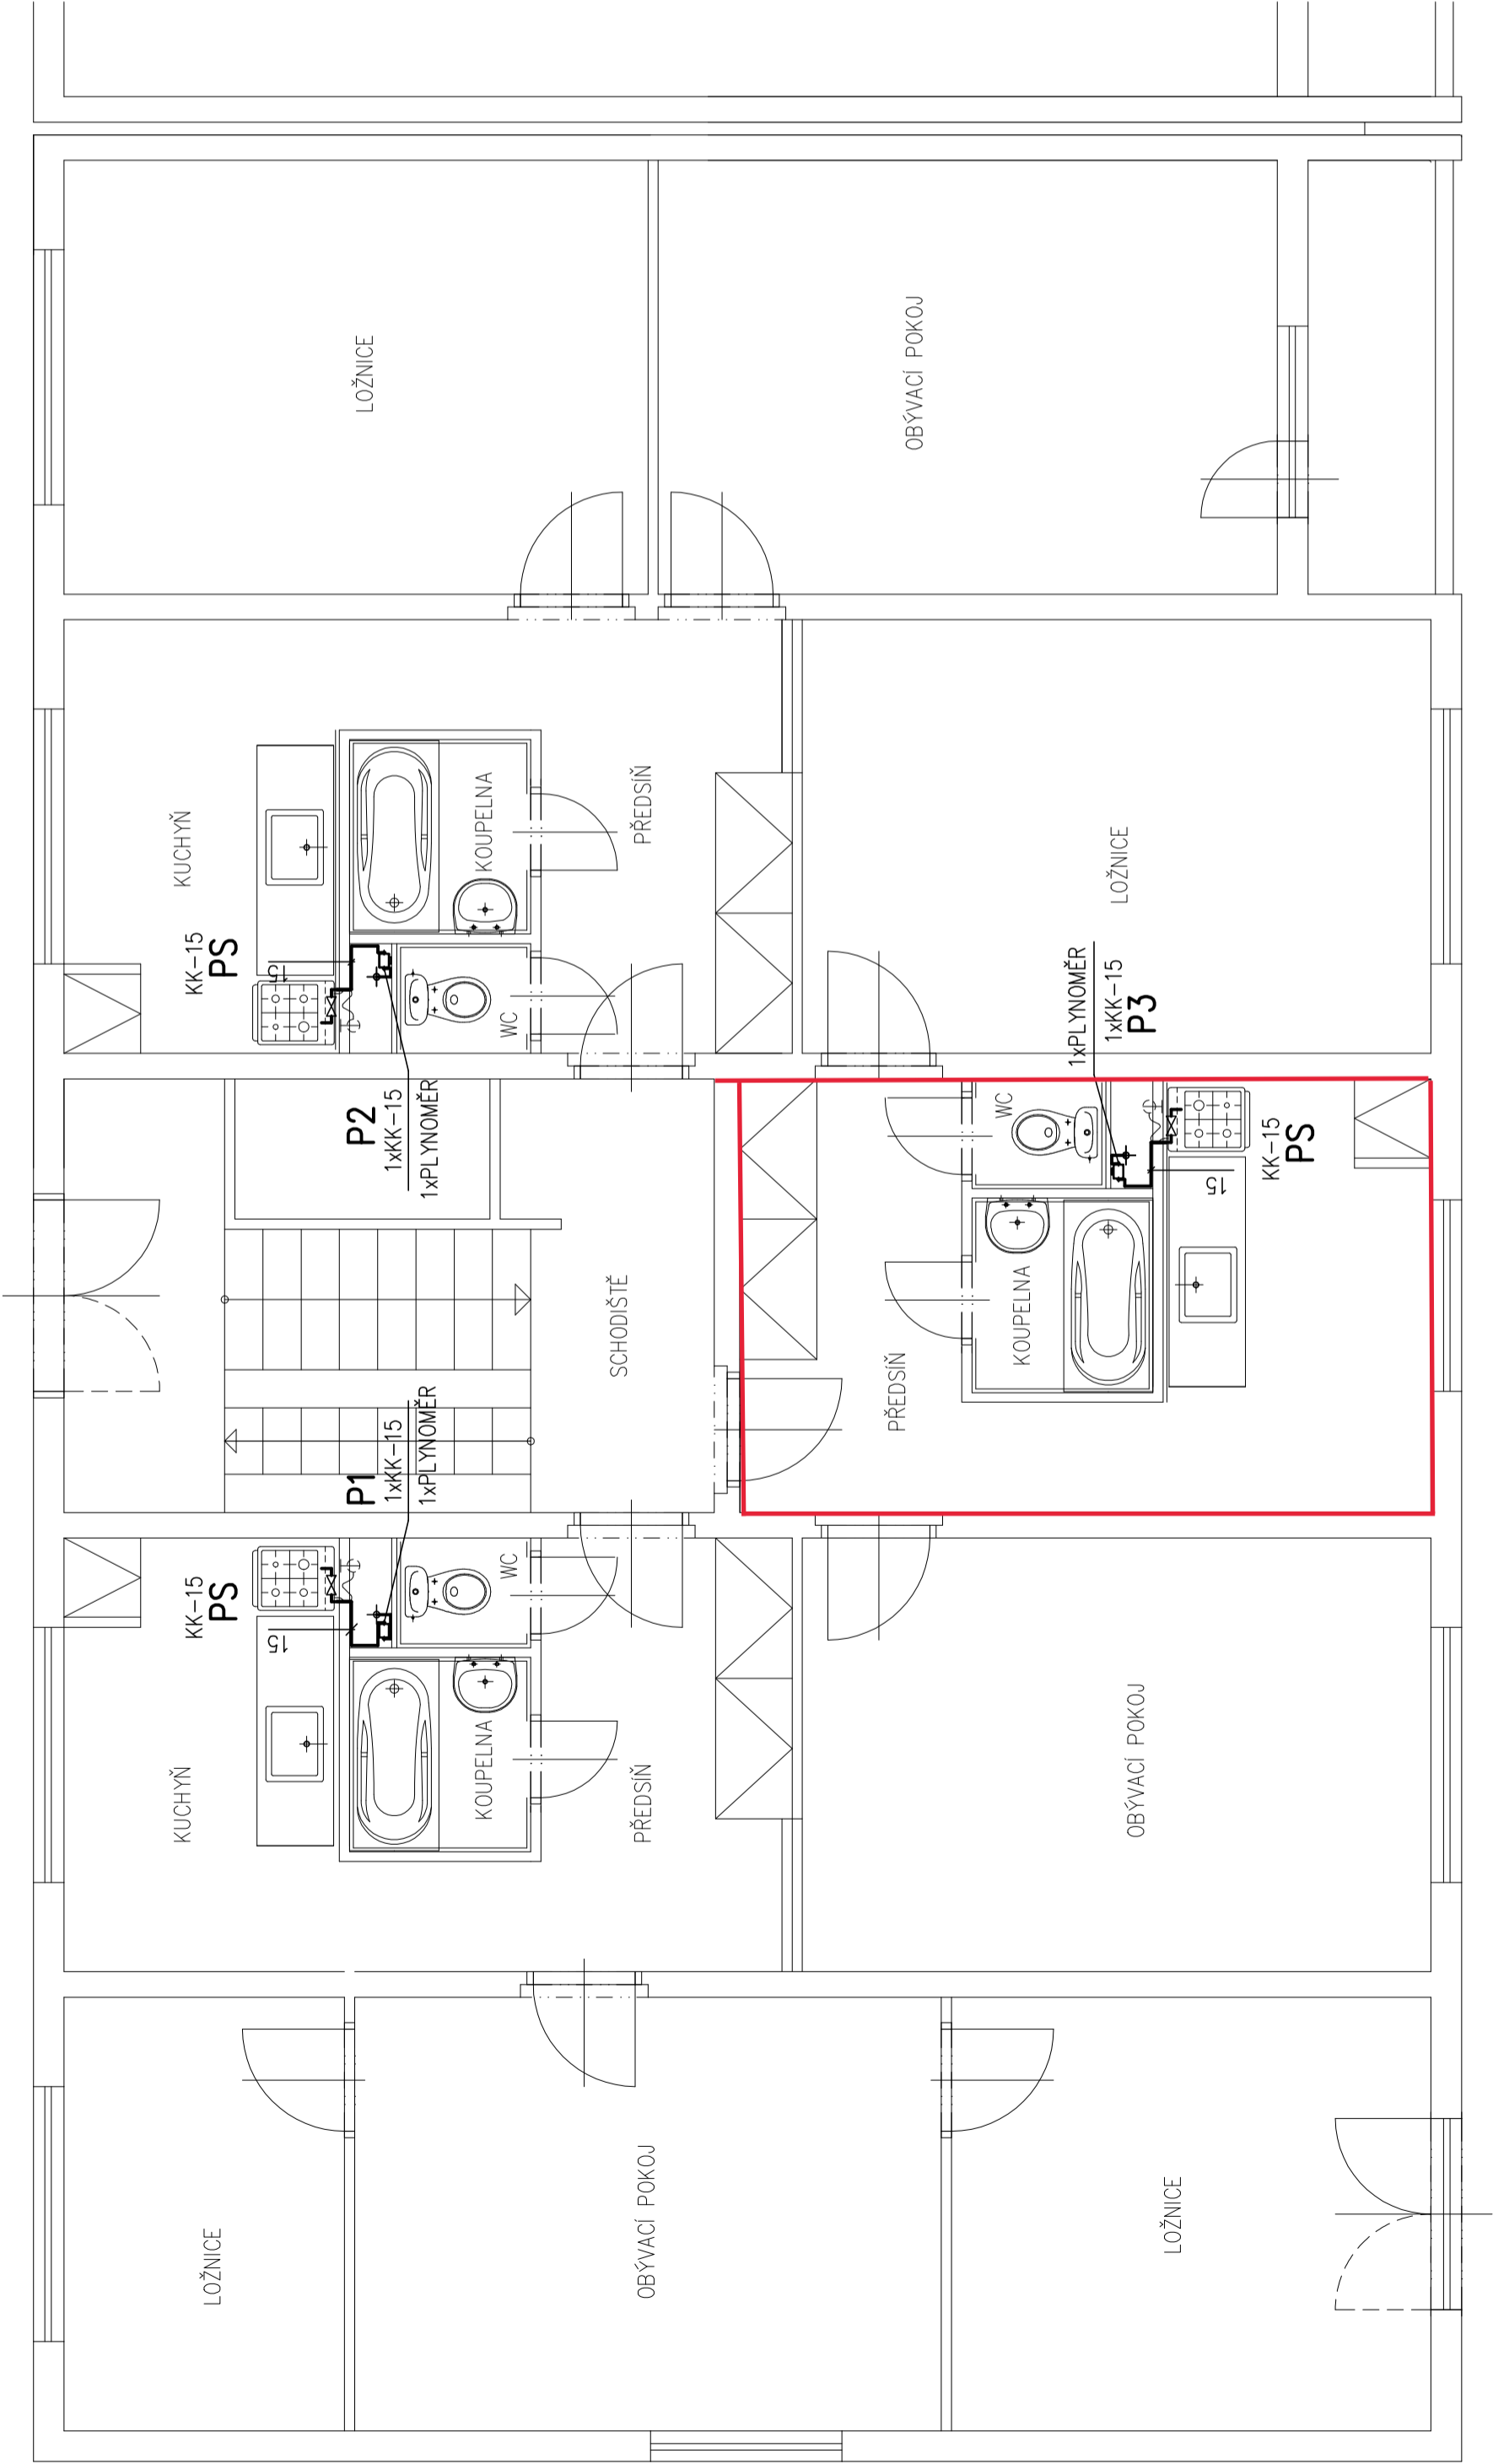 LOŽNICE
OBÝVACÍ POKOJ
KUCHYŇ
KOUPELNA
PŘEDSÍŇ
LOŽNICE
KK-15
PS
15
WC
1xPLYNOMĚR
1xKK-15
P3
P2
1xKK-15
1xPLYNOMĚR
WC
KK-15
PS
15
SCHODIŠTĚ
KOUPELNA
PŘEDSÍŇ
P1
1xKK-15
1xPLYNOMĚR
KK-15
PS
15
WC
KUCHYŇ
KOUPELNA
PŘEDSÍŇ
OBÝVACÍ POKOJ
LOŽNICE
OBÝVACÍ POKOJ
LOŽNICE